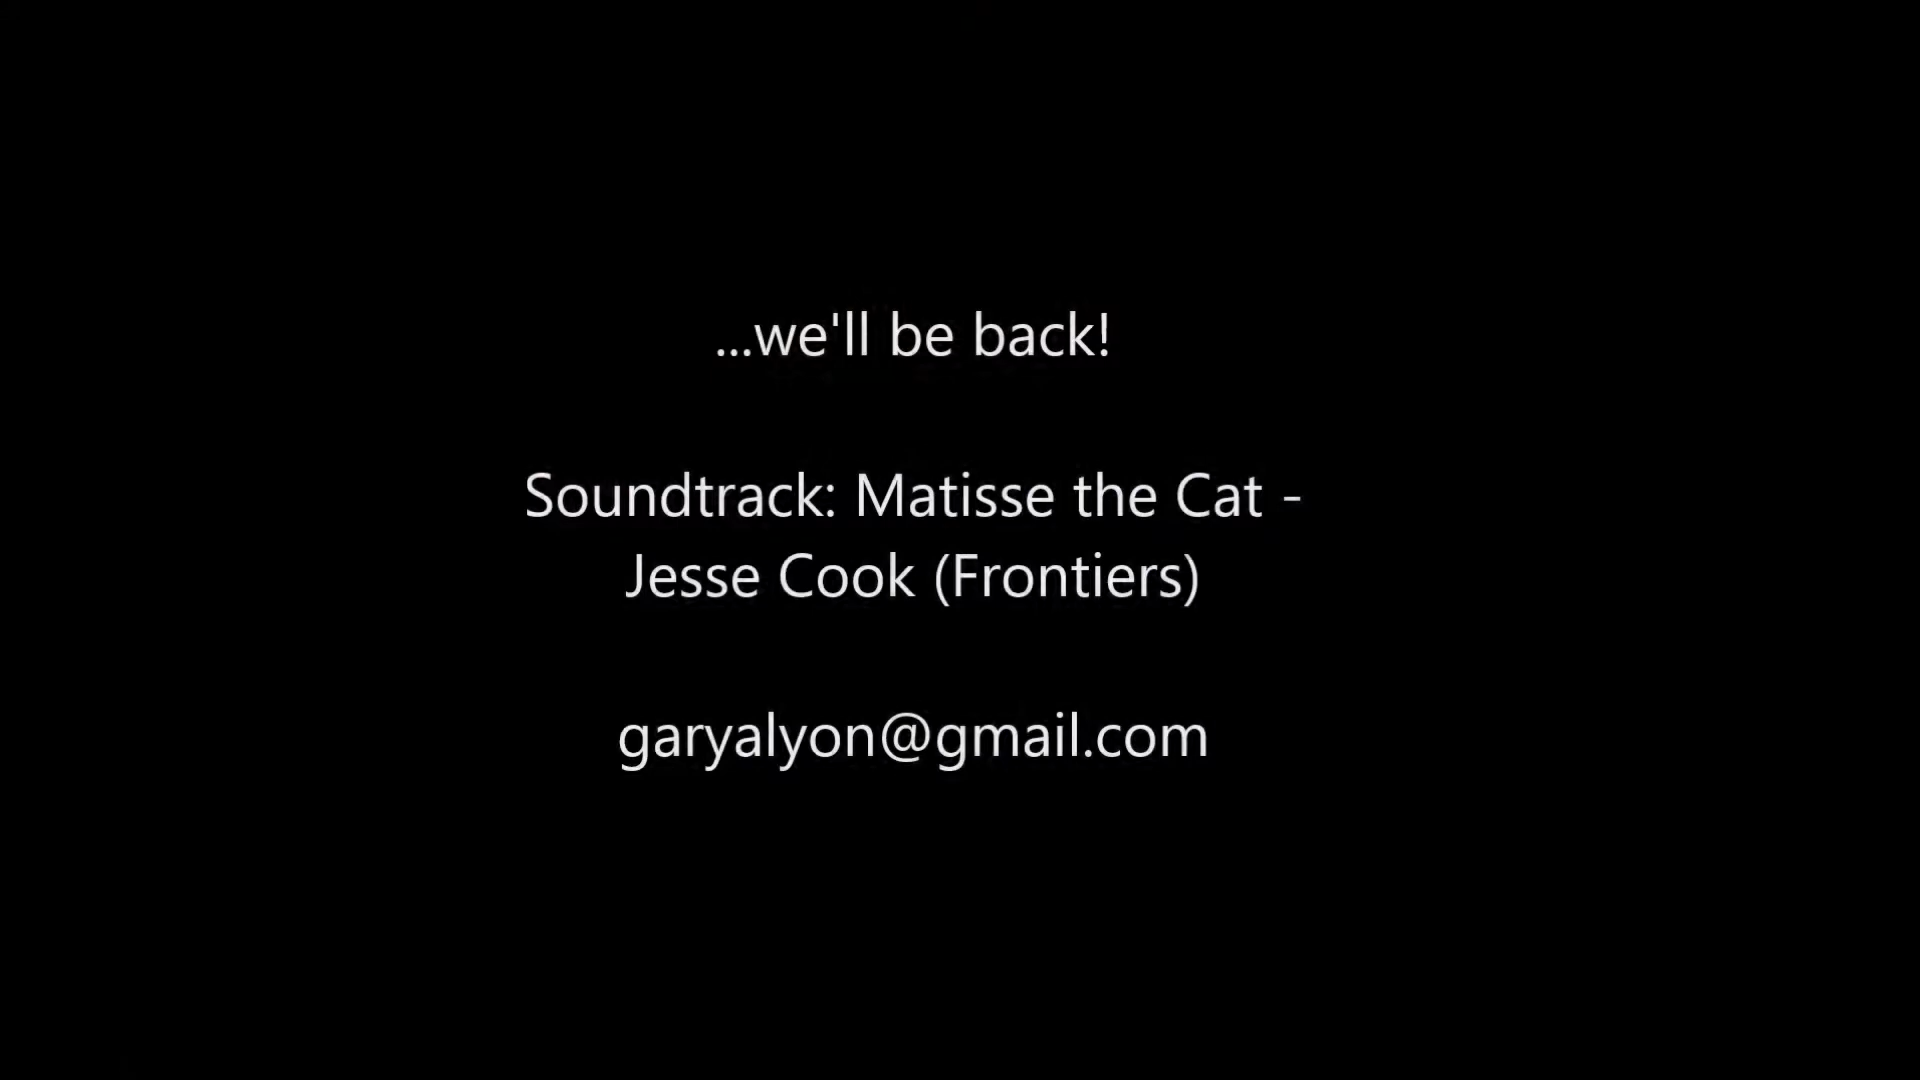 ...we'll be back!
Soundtrack: Matisse the Cat -
Jesse Cook (Frontiers)
garyalyon@gmail.com